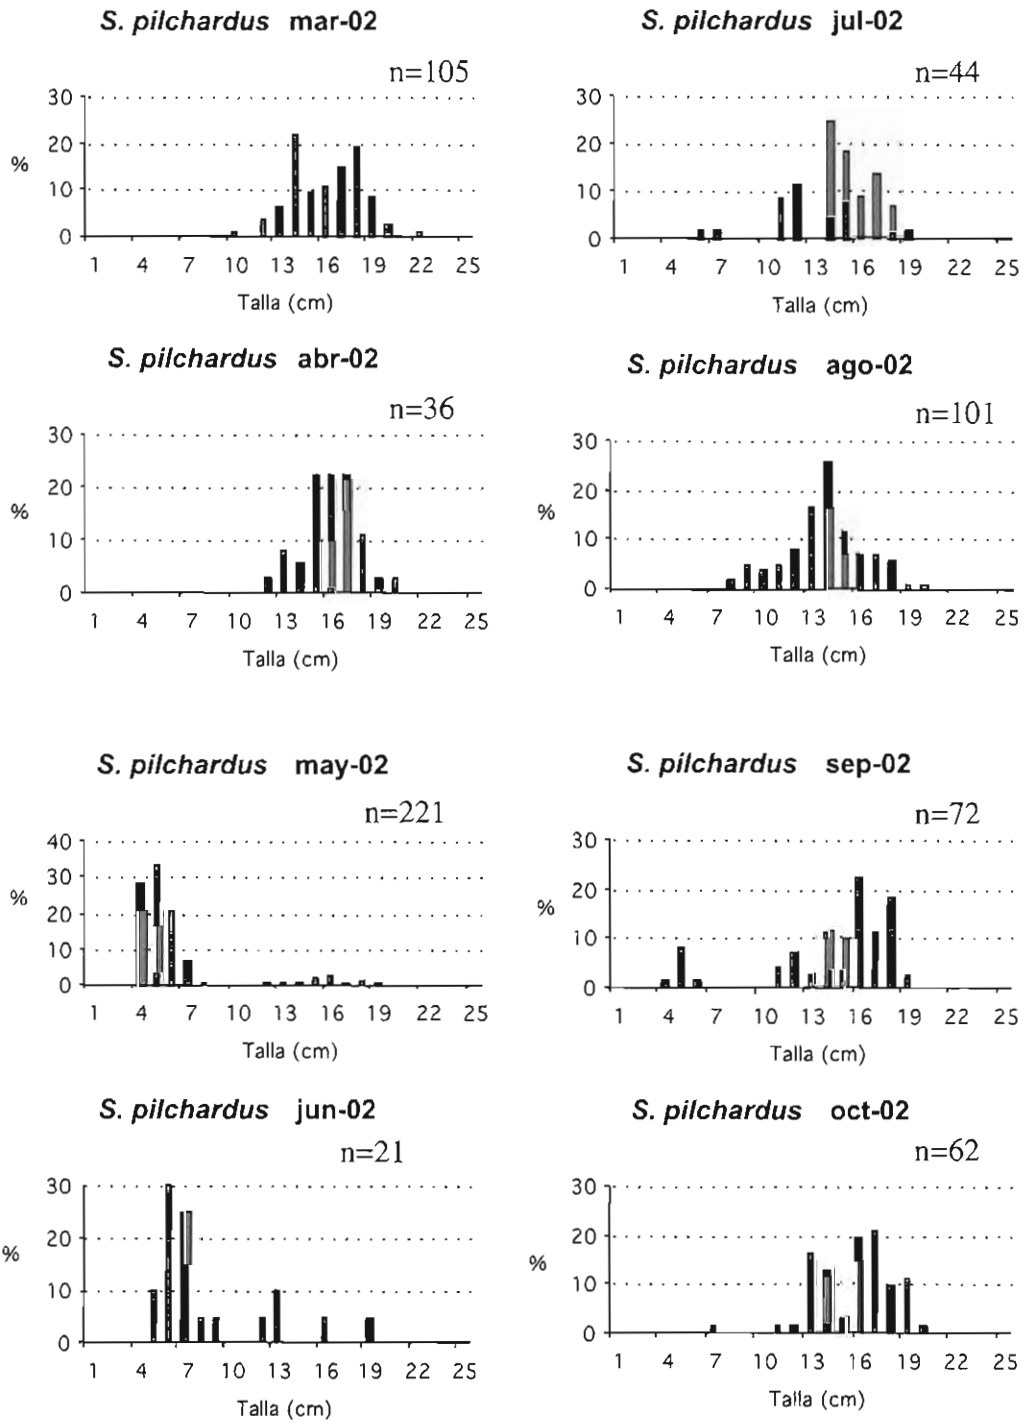 S. pilchardus mar-02
n=105
30
20
%
10
0
1 4 7 10 13 16 19 22 25
Talla (cm)
S. pilchardus jul-02
n=44
30
20
10
0
1 4 7 10 13 16 19 22 25
Talla (cm)
S. pilchardus abr-02
n=36
30
20
%
10
0
1 4 7 10 13 16 19 22 25
Talla (cm)
S. pilchardus ago-02
n=101
30
20
%
10
0
1 4 7 10 13 16 19 22 25
Talla (cm)
S. pilchardus may-02
n=221
40
30
%
20
10
0
1 4 7 10 13 16 19 22 25
Talla (cm)
S. pilchardus sep-02
n=72
30
20
%
10
0
1 4 7 10 13 16 19 22 25
Talla (cm)
S. pilchardus jun-02
n=21
30
20
%
10
0
1 4 7 10 13 16 19 22 25
Talla (cm)
S. pilchardus oct-02
n=62
30
20
%
10
0
1 4 7 10 13 16 19 22 25
Talla (cm)